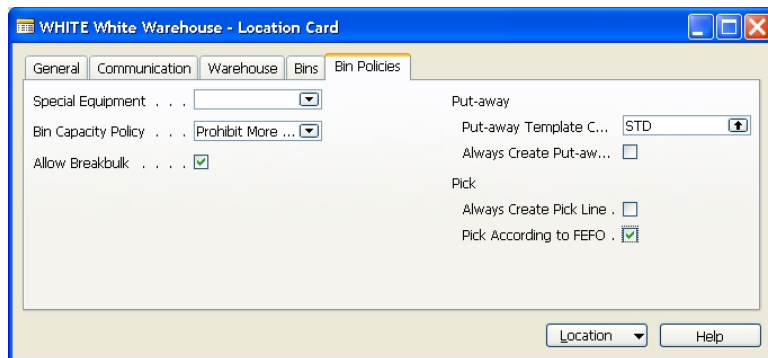 WHITE White Warehouse - Location Card
General Communication Warehouse Bins Bin Policies
Special Equipment . . .
Bin Capacity Policy . . . Prohibit More ...
Allow Breakbulk . . . .
Put-away
Put-away Template C... STD
Always Create Put-aw...
Pick
Always Create Pick Line .
Pick According to FEFO .
Location Help